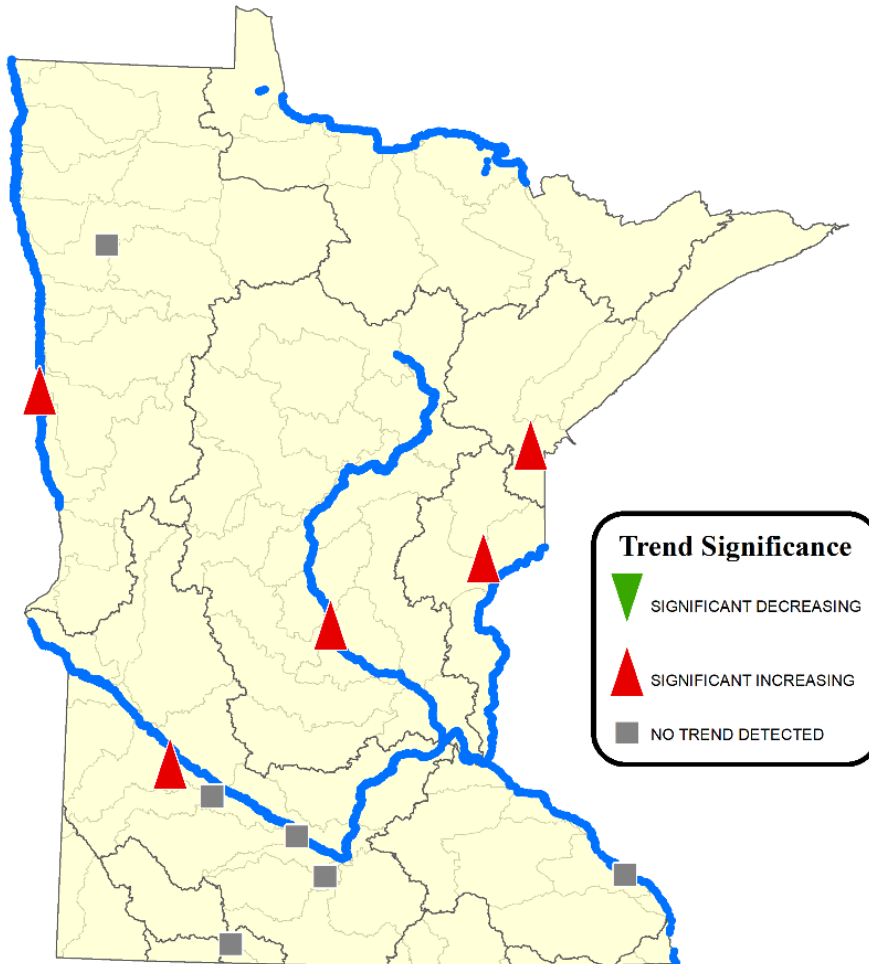 Trend Significance
SIGNIFICANT DECREASING
SIGNIFICANT INCREASING
NO TREND DETECTED